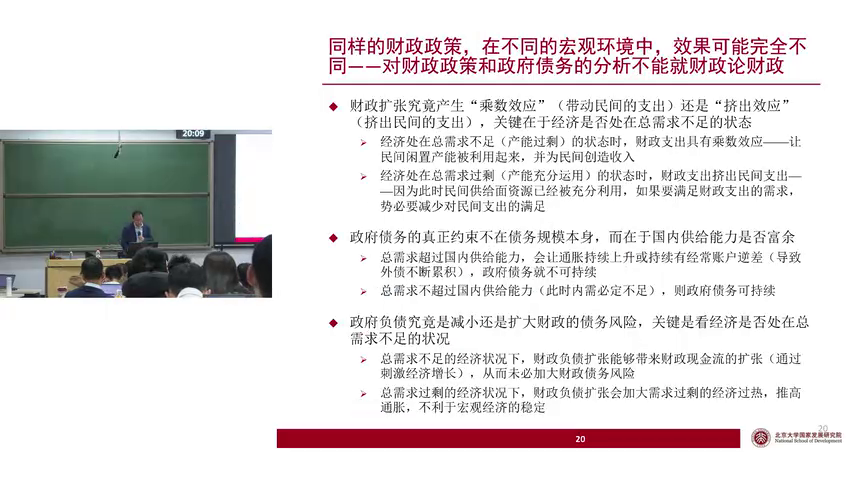 同样的财政政策，在不同的宏观环境中，效果可能完全不
同——对财政政策和政府债务的分析不能就财政论财政
财政扩张究竟产生“乘数效应”（带动民间的支出）还是“挤出效应”
（挤出民间的支出），关键在于经济是否处在总需求不足的状态
经济处在总需求不足（产能过剩）的状态时，财政支出具有乘数效应——让
民间闲置产能被利用起来，并为民间创造收入
经济处在总需求过剩（产能充分运用）的状态时，财政支出挤出民间支出—
—因为此时民间供给面资源已经被充分利用，如果要满足财政支出的需求，
势必要减少对民间支出的满足
政府债务的真正约束不在债务规模本身，而在于国内供给能力是否富余
总需求超过国内供给能力，会让通胀持续上升或持续有经常账户逆差（导致
外债不断累积），政府债务就不可持续
总需求不超过国内供给能力（此时内需必定不足），则政府债务可持续
政府负债究竟是减小还是扩大财政的债务风险，关键是看经济是否处在总
需求不足的状况
总需求不足的经济状况下，财政负债扩张能够带来财政现金流的扩张（通过
刺激经济增长），从而未必加大财政债务风险
总需求过剩的经济状况下，财政负债扩张会加大需求过剩的经济过热，推高
通胀，不利于宏观经济的稳定
20:09
20
20
北京大学国家发展研究院
National School of Development